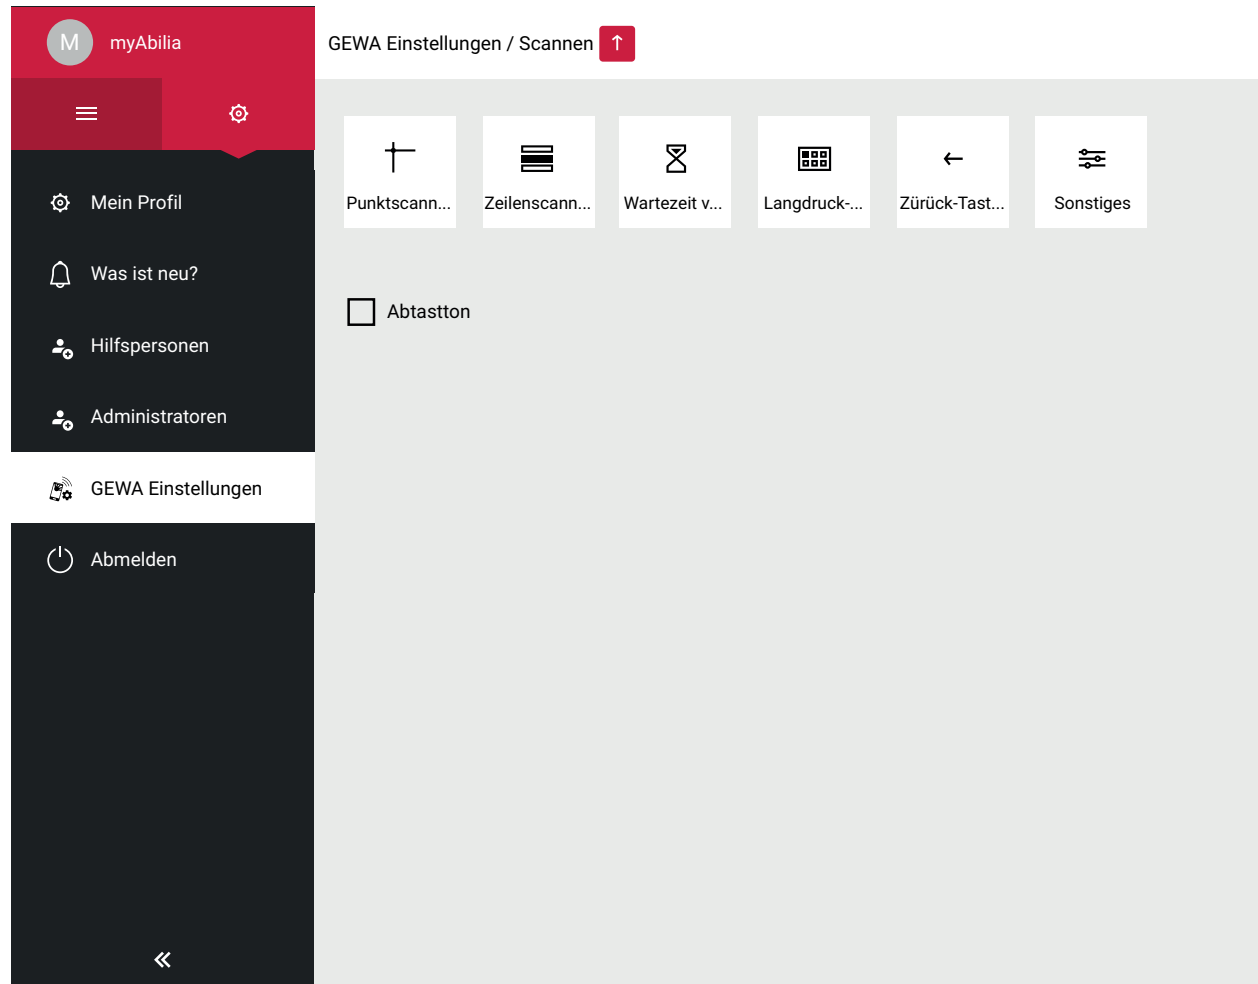 M
myAbilia
GEWA Einstellungen / Scannen
Punktscann...
Zeilenscann...
Wartezeit v...
Langdruck-...
Zürück-Tast...
Sonstiges
Abtastton
Mein Profil
Was ist neu?
Hilfspersonen
Administratoren
GEWA Einstellungen
Abmelden